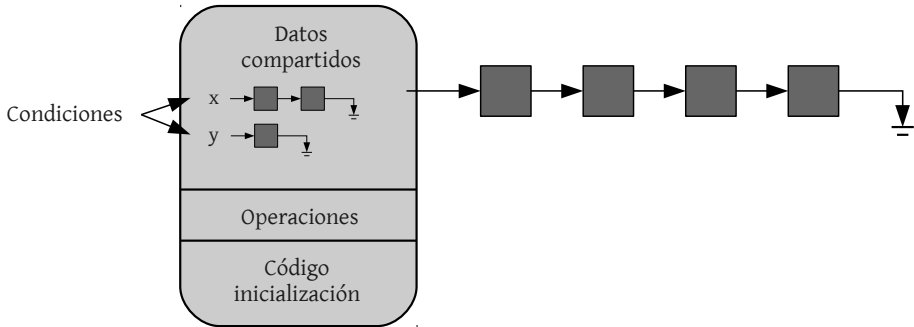 Datos
compartidos
Condiciones
x
y
Operaciones
Código
inicialización